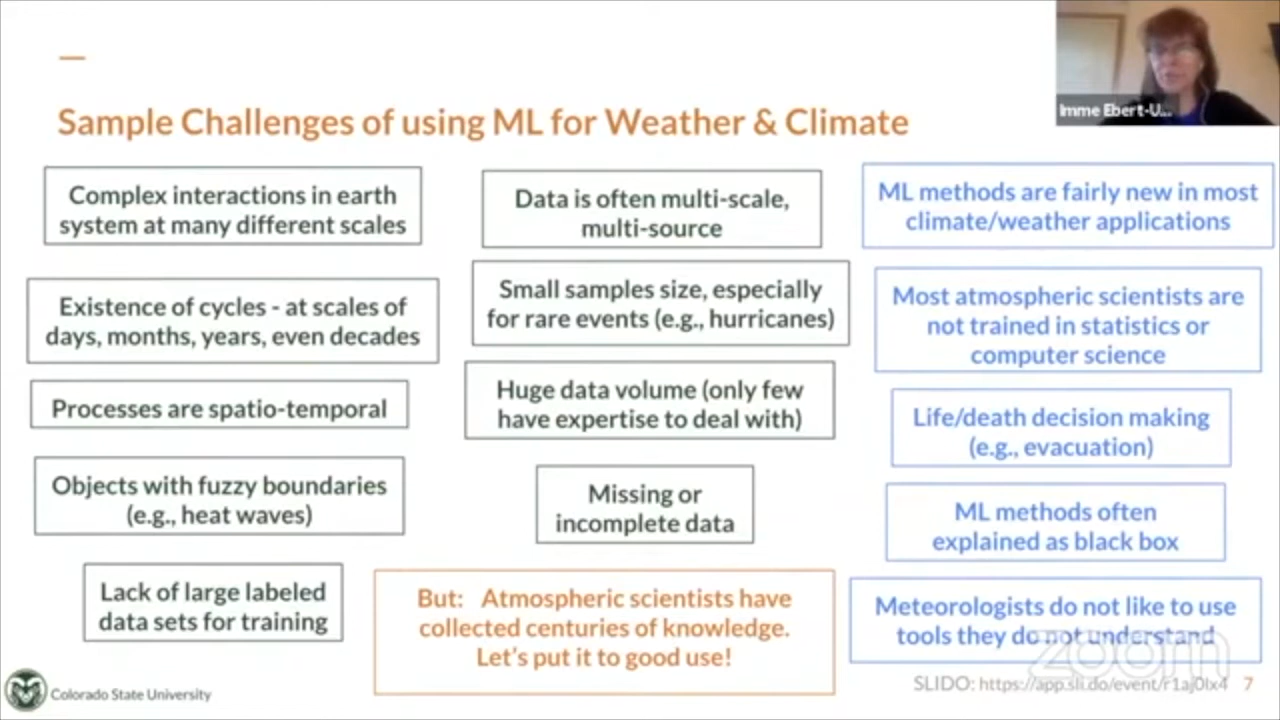 Imme Ebert-U...
Sample Challenges of using ML for Weather & Climate
Complex interactions in earth
system at many different scales
Existence of cycles - at scales of
days, months, years, even decades
Processes are spatio-temporal
Objects with fuzzy boundaries
(e.g., heat waves)
Lack of large labeled
data sets for training
Data is often multi-scale,
multi-source
Small samples size, especially
for rare events (e.g., hurricanes)
Huge data volume (only few
have expertise to deal with)
Missing or
incomplete data
But: Atmospheric scientists have
collected centuries of knowledge.
Let's put it to good use!
ML methods are fairly new in most
climate/weather applications
Most atmospheric scientists are
not trained in statistics or
computer science
Life/death decision making
(e.g., evacuation)
ML methods often
explained as black box
Meteorologists do not like to use
tools they do not understand
zoom
Colorado State University
SLIDO: https://app.sli.do/event/r1aj0lx4 7